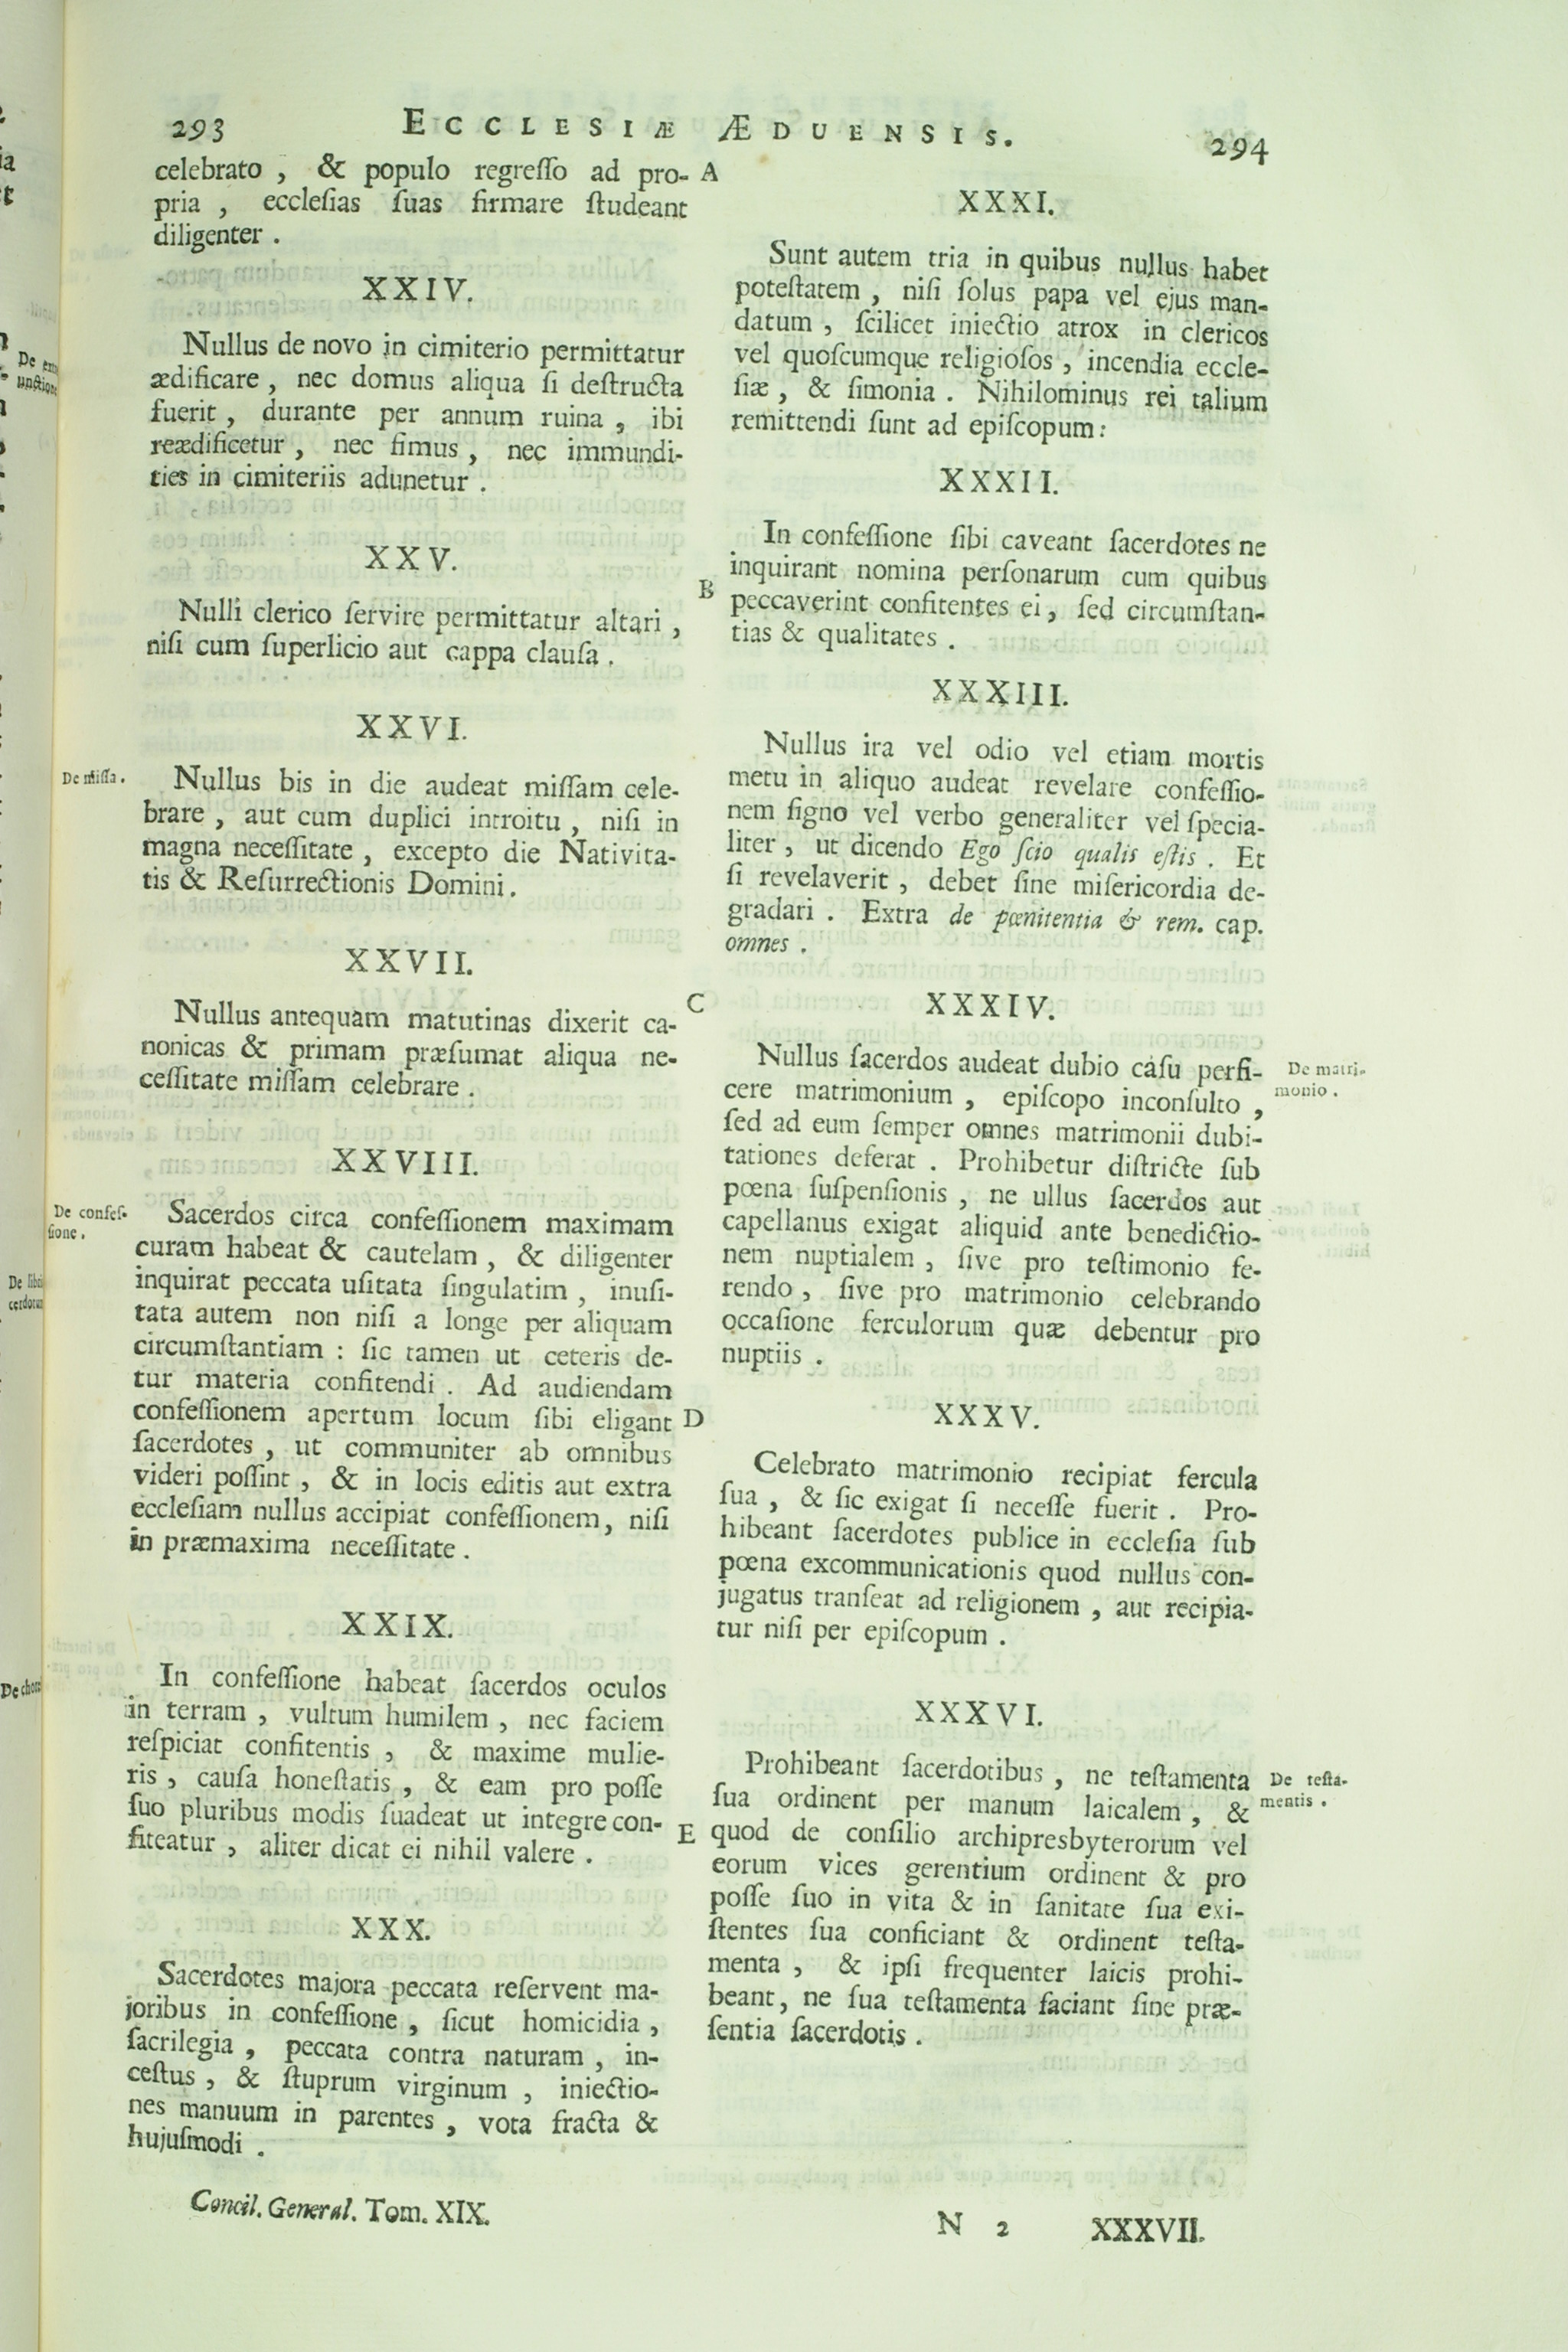 293 ECCLESIÆ ÆDUENSIS. 294
celebrato , & populo regreſſo ad pro-
pria , eccleſias ſuas firmare ſtudeant
diligenter .
XXIV.
Nullus de novo in cimiterio permittatur
ædificare , nec domus aliqua ſi deſtructa
fuerit , durante per annum ruina , ibi
reædificetur , nec fimus , nec immundi-
ties in cimiteriis adunetur .
XXV.
Nulli clerico ſervire permittatur altari ,
niſi cum ſuperlicio aut cappa clauſa .
XXVI.
De miſſa .
Nullus bis in die audeat miſſam cele-
brare , aut cum duplici introitu , niſi in
magna neceſſitate , excepto die Nativita-
tis & Reſurrectionis Domini .
XXVII.
Nullus antequam matutinas dixerit ca-
nonicas & primam præſumat aliqua ne-
ceſſitate miſſam celebrare .
XXVIII.
De confeſ-
ſione .
Sacerdos circa confeſſionem maximam
curam habeat & cautelam , & diligenter
inquirat peccata uſitata ſingulatim , inuſi-
tata autem non niſi a longe per aliquam
circumſtantiam : ſic tamen ut ceteris de-
tur materia confitendi . Ad audiendam
confeſſionem apertum locum ſibi eligant
ſacerdotes , ut communiter ab omnibus
videri poſſint , & in locis editis aut extra
eccleſiam nullus accipiat confeſſionem, niſi
in præmaxima neceſſitate .
XXIX.
In confeſſione habeat ſacerdos oculos
in terram , vultum humilem , nec faciem
reſpiciat confitentis , & maxime mulie-
ris , cauſa honeſtatis , & eam pro poſſe
ſuo pluribus modis ſuadeat ut integre con-
fiteatur , aliter dicat ei nihil valere .
XXX.
Sacerdotes majora peccata reſervent ma-
joribus in confeſſione , ſicut homicidia ,
ſacrilegia , peccata contra naturam , in-
ceſtus , & ſtuprum virginum , iniectio-
nes manuum in parentes , vota fracta &
hujuſmodi .
A
B
C
D
E
XXXI.
Sunt autem tria in quibus nullus habet
poteſtatem , niſi ſolus papa vel ejus man-
datum , ſcilicet iniectio atrox in clericos
vel quoſcumque religioſos , incendia eccle-
ſiæ , & ſimonia . Nihilominus rei talium
remittendi ſunt ad epiſcopum :
XXXII.
In confeſſione ſibi caveant ſacerdotes ne
inquirant nomina perſonarum cum quibus
peccaverint confitentes ei , ſed circumſtan-
tias & qualitates .
XXXIII.
Nullus ira vel odio vel etiam mortis
metu in aliquo audeat revelare confeſſio-
nem ſigno vel verbo generaliter vel ſpecia-
liter , ut dicendo Ego ſcio qualis eſtis . Et
ſi revelaverit , debet ſine miſericordia de-
gradari . Extra de pœnitentia & rem. cap.
omnes .
XXXIV.
Nullus ſacerdos audeat dubio caſu perfi-
cere matrimonium , epiſcopo inconſulto ,
ſed ad eum ſemper omnes matrimonii dubi-
tationes deferat . Prohibetur diſtricte ſub
pœna ſuſpenſionis , ne ullus ſacerdos aut
capellanus exigat aliquid ante benedictio-
nem nuptialem , ſive pro teſtimonio fe-
rendo , ſive pro matrimonio celebrando
occaſione ferculorum quæ debentur pro
nuptiis .
De matri-
monio .
XXXV.
Celebrato matrimonio recipiat fercula
ſua , & ſic exigat ſi neceſſe fuerit . Pro-
hibeant ſacerdotes publice in eccleſia ſub
pœna excommunicationis quod nullus con-
jugatus tranſeat ad religionem , aut recipia-
tur niſi per epiſcopum .
XXXVI.
Prohibeant ſacerdotibus , ne teſtamenta
ſua ordinent per manum laicalem , &
quod de conſilio archipresbyterorum vel
eorum vices gerentium ordinent & pro
poſſe ſuo in vita & in ſanitate ſua exi-
ſtentes ſua conficiant & ordinent teſta-
menta , & ipſi frequenter laicis prohi-
beant , ne ſua teſtamenta faciant ſine præ-
ſentia ſacerdotis .
De teſta-
mentis .
Concil. General. Tom. XIX.
N 2 XXXVII.